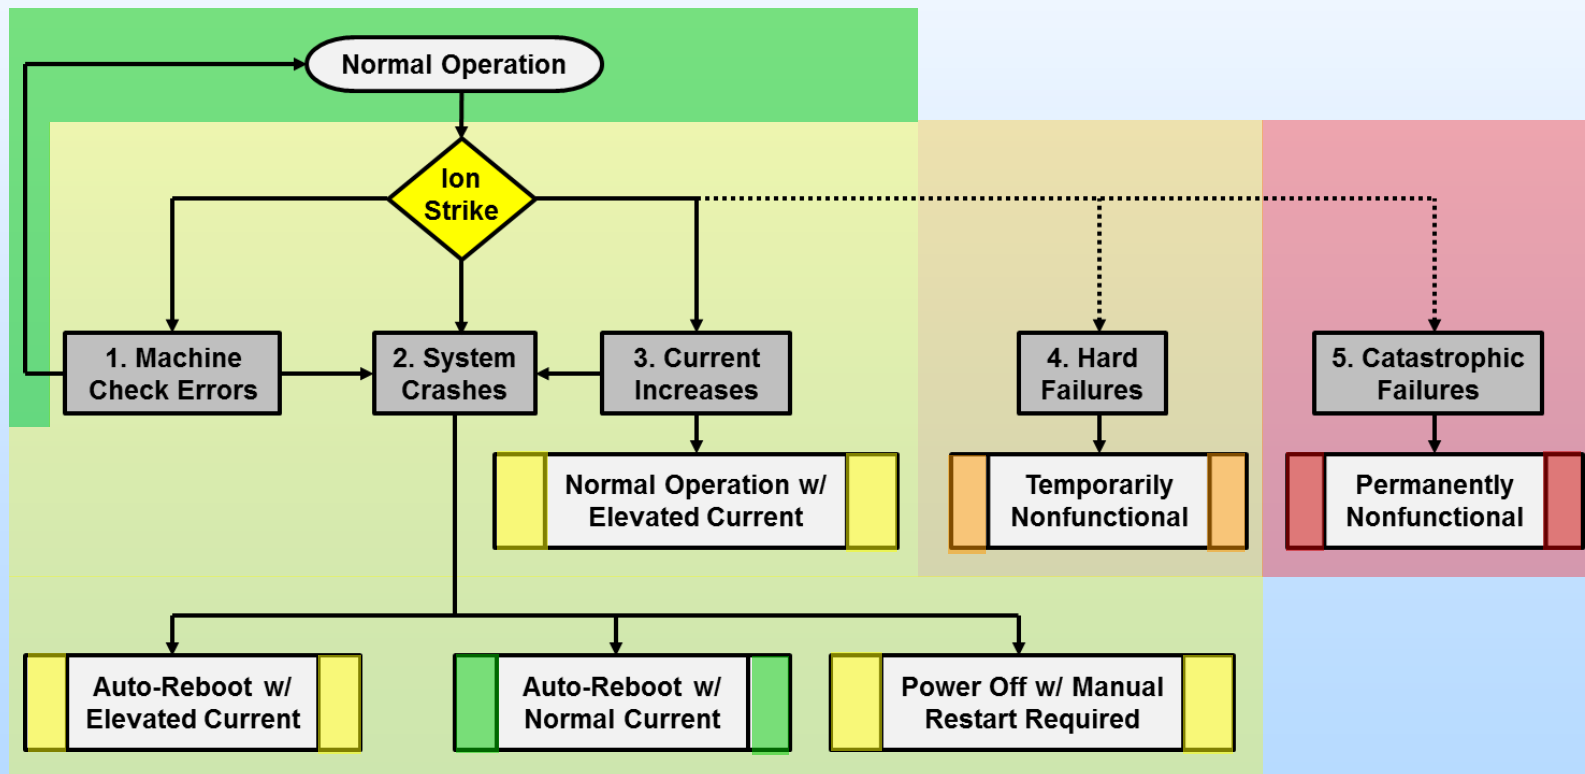 Normal Operation
Ion
Strike
1. Machine
Check Errors
2. System
Crashes
3. Current
Increases
4. Hard
Failures
5. Catastrophic
Failures
Normal Operation w/
Elevated Current
Temporarily
Nonfunctional
Permanently
Nonfunctional
Auto-Reboot w/
Elevated Current
Auto-Reboot w/
Normal Current
Power Off w/ Manual
Restart Required